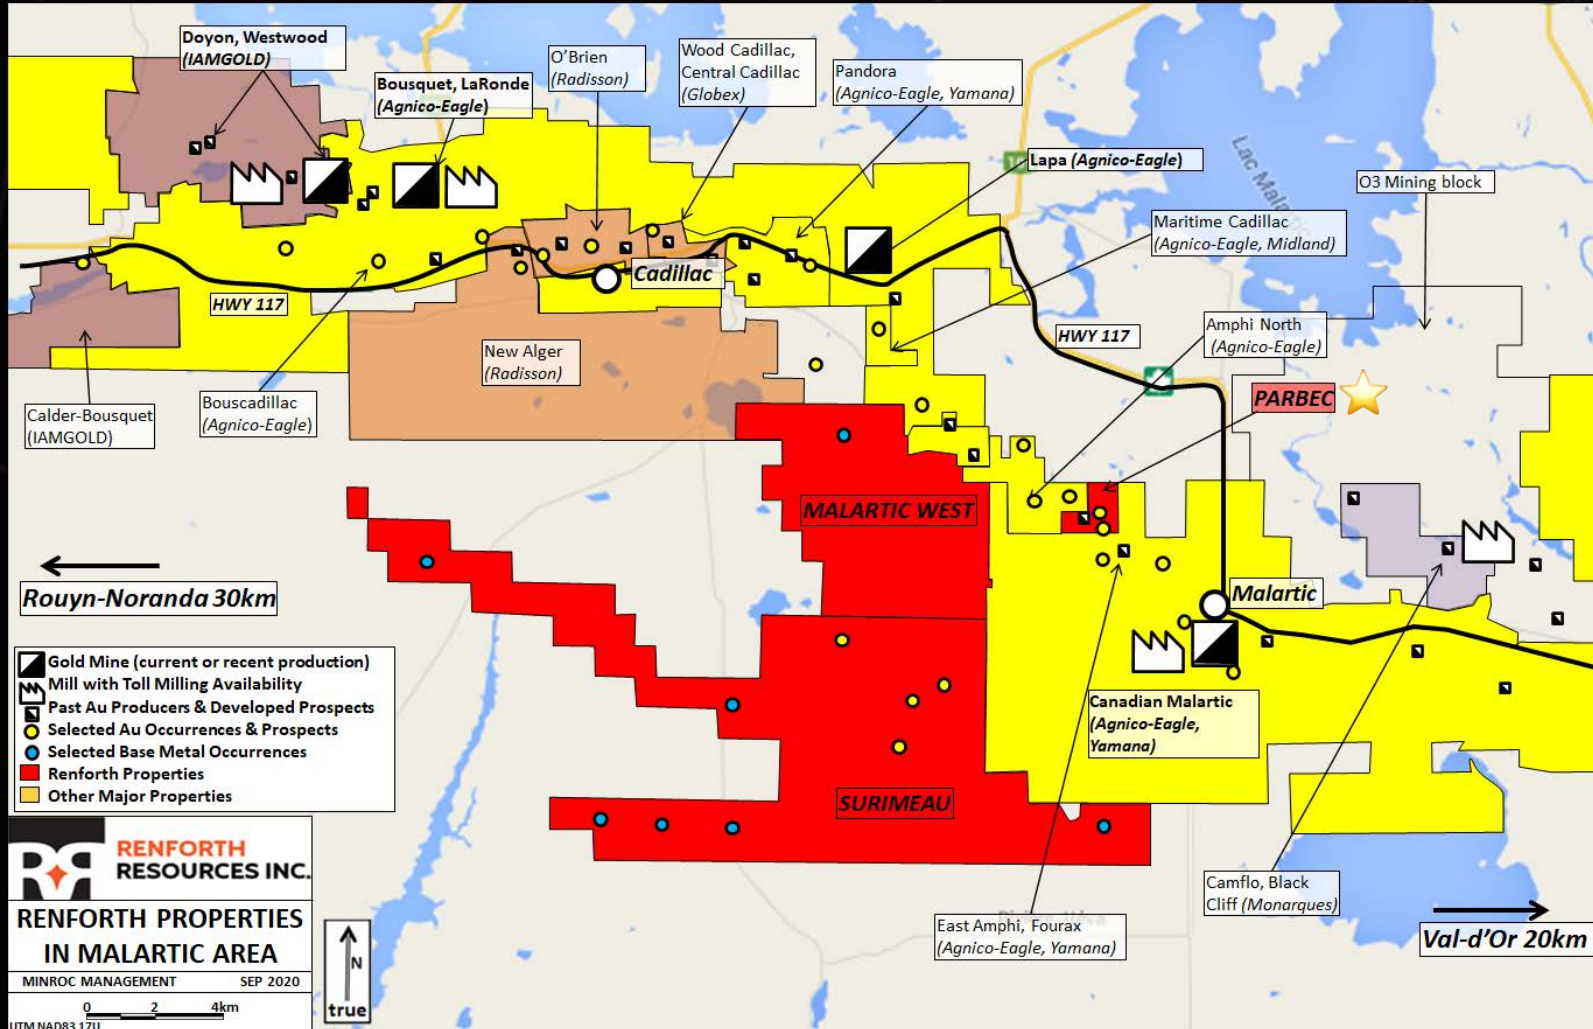 Doyon, Westwood
(IAMGOLD)
Bousquet, LaRonde
(Agnico-Eagle)
O'Brien
(Radisson)
Wood Cadillac,
Central Cadillac
(Globex)
Pandora
(Agnico-Eagle, Yamana)
Lapa (Agnico-Eagle)
Lac Malartic
O3 Mining block
Maritime Cadillac
(Agnico-Eagle, Midland)
Cadillac
HWY 117
HWY 117
Amphi North
(Agnico-Eagle)
New Alger
(Radisson)
PARBEC
Calder-Bousquet
(IAMGOLD)
Bouscadillac
(Agnico-Eagle)
MALARTIC WEST
Rouyn-Noranda 30km
Malartic
Gold Mine (current or recent production)
Mill with Toll Milling Availability
Past Au Producers & Developed Prospects
Selected Au Occurrences & Prospects
Selected Base Metal Occurrences
Renforth Properties
Other Major Properties
Canadian Malartic
(Agnico-Eagle,
Yamana)
SURIMEAU
RENFORTH
RESOURCES INC.
RENFORTH PROPERTIES
IN MALARTIC AREA
MINROC MANAGEMENT SEP 2020
0 2 4km
UTM NAD83 17U
N
true
East Amphi, Fourax
(Agnico-Eagle, Yamana)
Camflo, Black
Cliff (Monarques)
Val-d'Or 20km